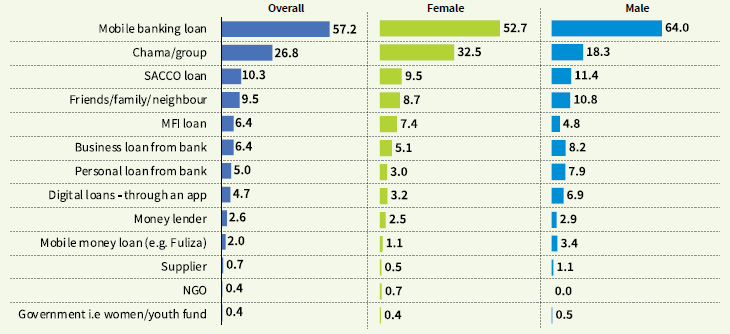 Overall Female Male
Mobile banking loan 57.2 52.7 64.0
Chama/group 26.8 32.5 18.3
SACCO loan 10.3 9.5 11.4
Friends/family/neighbour 9.5 8.7 10.8
MFI loan 6.4 7.4 4.8
Business loan from bank 6.4 5.1 8.2
Personal loan from bank 5.0 3.0 7.9
Digital loans - through an app 4.7 3.2 6.9
Money lender 2.6 2.5 2.9
Mobile money loan (e.g. Fuliza) 2.0 1.1 3.4
Supplier 0.7 0.5 1.1
NGO 0.4 0.7 0.0
Government i.e women/youth fund 0.4 0.4 0.5